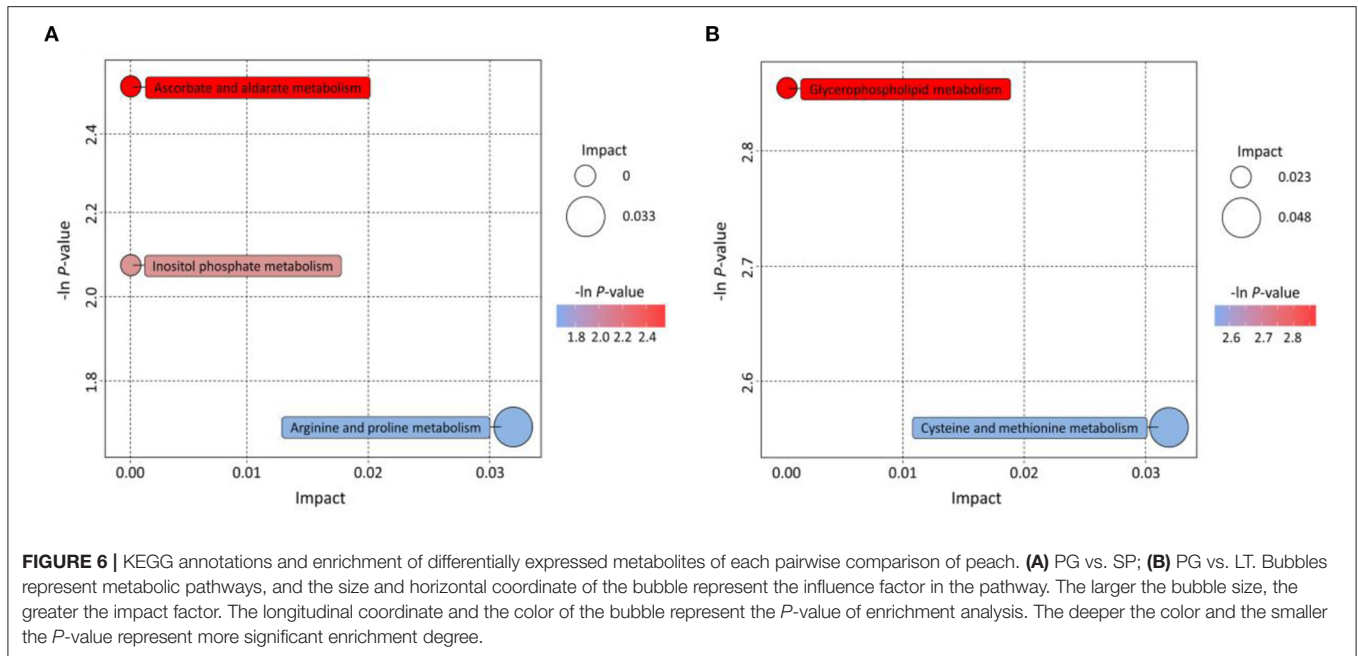 A
Ascorbate and aldarate metabolism
Inositol phosphate metabolism
Arginine and proline metabolism
2.4
2.2
2.0
1.8
-ln P-value
0.00 0.01 0.02 0.03
Impact
Impact
0
0.033
-ln P-value
1.8 2.0 2.2 2.4
B
Glycerophospholipid metabolism
Cysteine and methionine metabolism
2.8
2.7
2.6
-ln P-value
0.00 0.01 0.02 0.03
Impact
Impact
0.023
0.048
-ln P-value
2.6 2.7 2.8
FIGURE 6 | KEGG annotations and enrichment of differentially expressed metabolites of each pairwise comparison of peach. (A) PG vs. SP; (B) PG vs. LT. Bubbles
represent metabolic pathways, and the size and horizontal coordinate of the bubble represent the influence factor in the pathway. The larger the bubble size, the
greater the impact factor. The longitudinal coordinate and the color of the bubble represent the P-value of enrichment analysis. The deeper the color and the smaller
the P-value represent more significant enrichment degree.